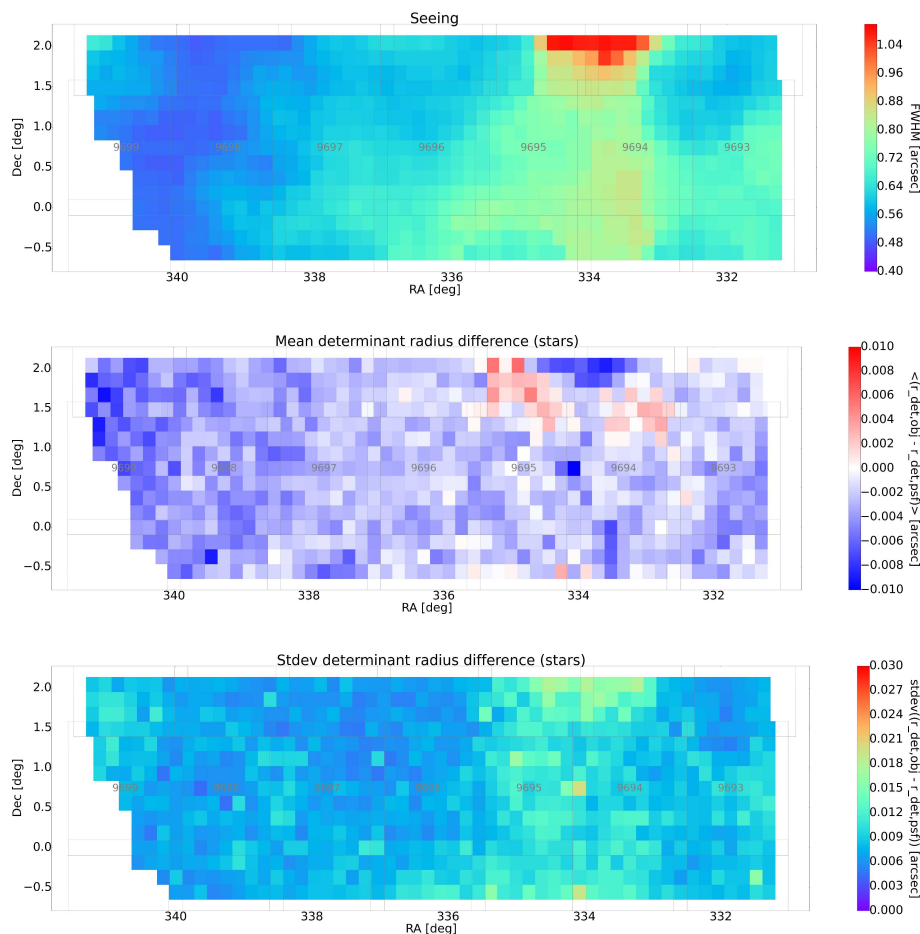 Seeing
2.0
1.5
1.0
0.5
0.0
−0.5
Dec [deg]
9699 9698 9697 9696 9695 9694 9693
340 338 336 334 332
RA [deg]
1.04
0.96
0.88
0.80
0.72
0.64
0.56
0.48
0.40
FWHM [arcsec]
Mean determinant radius difference (stars)
2.0
1.5
1.0
0.5
0.0
−0.5
Dec [deg]
9699 9698 9697 9696 9695 9694 9693
340 338 336 334 332
RA [deg]
0.010
0.008
0.006
0.004
0.002
0.000
−0.002
−0.004
−0.006
−0.008
−0.010
<(r_det,obj - r_det,psf)> [arcsec]
Stdev determinant radius difference (stars)
2.0
1.5
1.0
0.5
0.0
−0.5
Dec [deg]
9699 9697 9695 9694 9693
340 338 336 334 332
RA [deg]
0.030
0.027
0.024
0.021
0.018
0.015
0.012
0.009
0.006
0.003
0.000
stdev((r_det,obj - r_det,psf)) [arcsec]